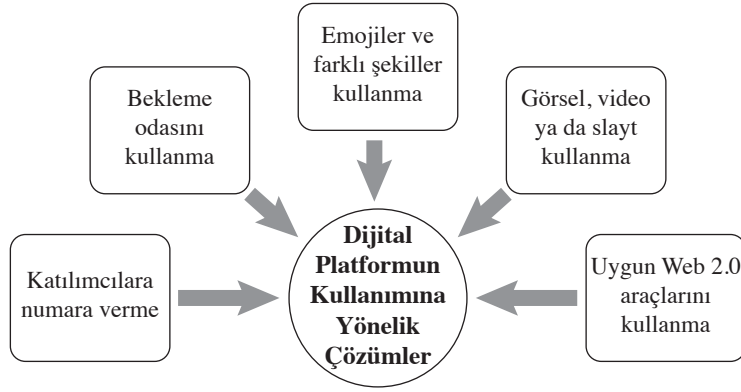 Emojiler ve
farklı şekiller
kullanma
Bekleme
odasını
kullanma
Görsel, video
ya da slayt
kullanma
Katılımcılara
numara verme
Dijital
Platformun
Kullanımına
Yönelik
Çözümler
Uygun Web 2.0
araçlarını
kullanma